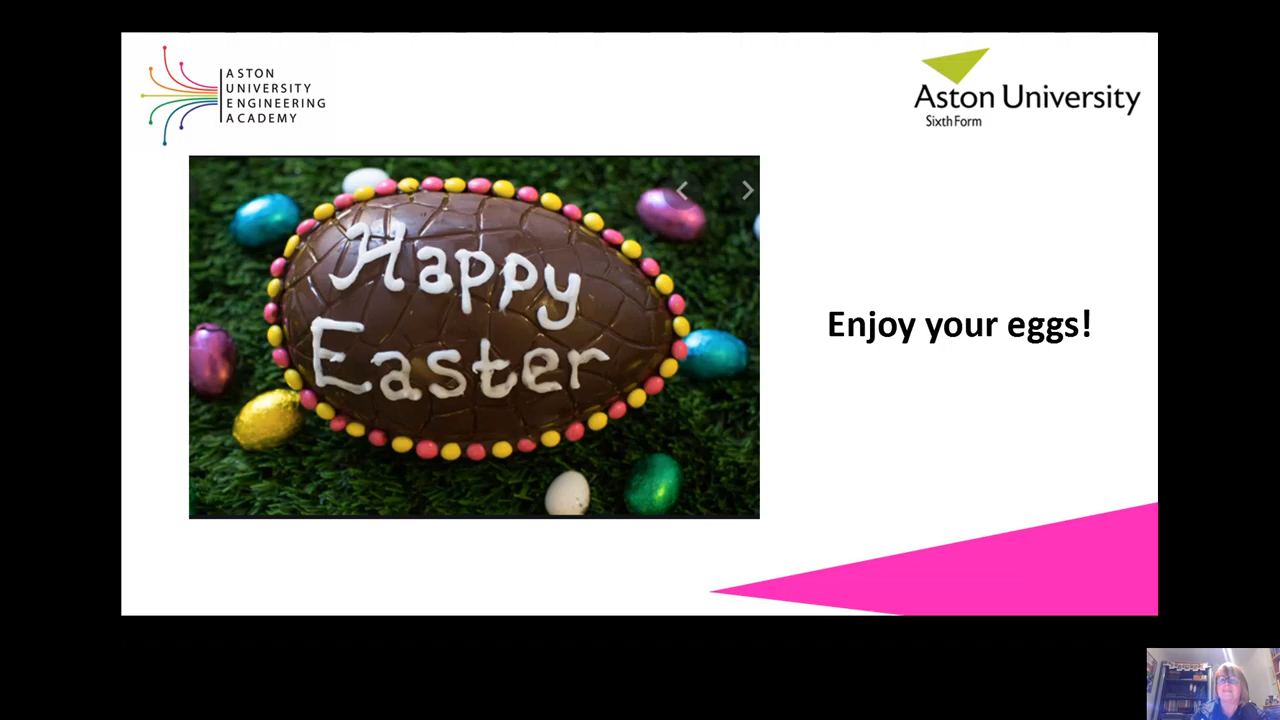 ASTON
UNIVERSITY
ENGINEERING
ACADEMY
Aston University
Sixth Form
Happy
Easter
Enjoy your eggs!